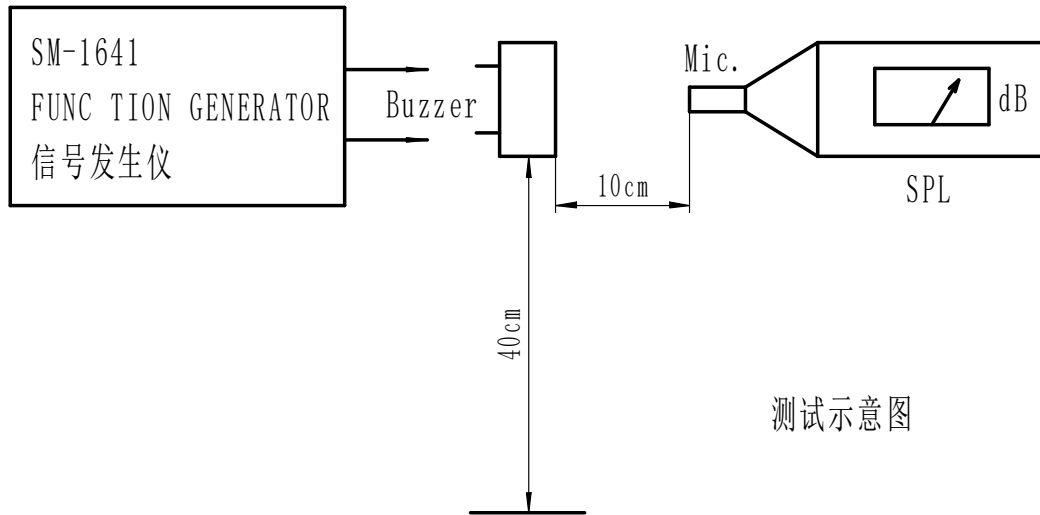 SM-1641
FUNC TION GENERATOR
信号发生仪
Buzzer
Mic.
dB
SPL
10cm
40cm
测试示意图